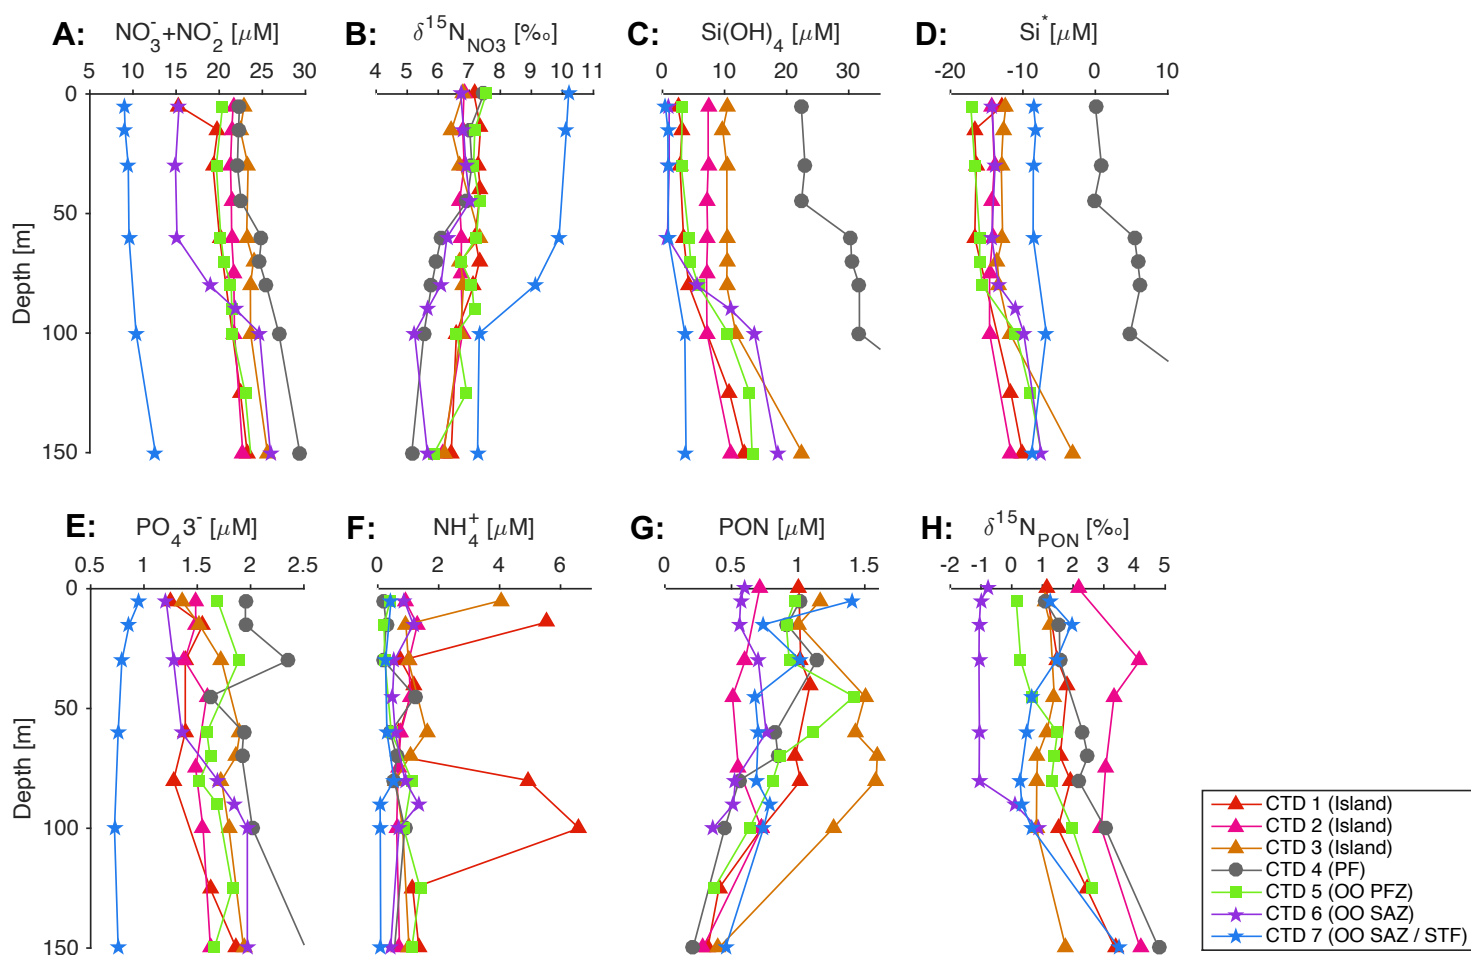 A: NO₃⁻+NO₂⁻ [μM]
B: δ¹⁵N_NO3 [‰]
C: Si(OH)₄ [μM]
D: Si* [μM]
5 10 15 20 25 30
4 5 6 7 8 9 10 11
0 10 20 30
-20 -10 0 10
0
50
100
150
Depth [m]
E: PO₄3⁻ [μM]
F: NH₄⁺ [μM]
G: PON [μM]
H: δ¹⁵N_PON [‰]
0.5 1 1.5 2 2.5
0 2 4 6
0 0.5 1 1.5
-2 -1 0 1 2 3 4 5
0
50
100
150
Depth [m]
CTD 1 (Island)
CTD 2 (Island)
CTD 3 (Island)
CTD 4 (PF)
CTD 5 (OO PFZ)
CTD 6 (OO SAZ)
CTD 7 (OO SAZ / STF)